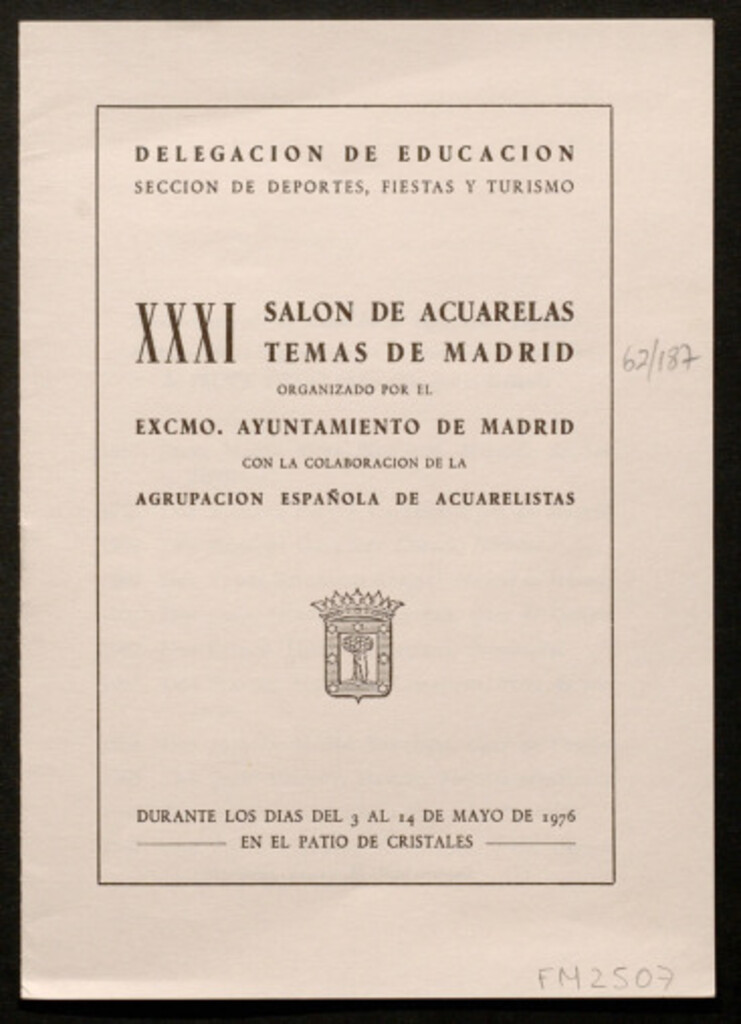 DELEGACION DE EDUCACION
SECCION DE DEPORTES, FIESTAS Y TURISMO
XXXI SALON DE ACUARELAS
TEMAS DE MADRID
ORGANIZADO POR EL
EXCMO. AYUNTAMIENTO DE MADRID
CON LA COLABORACION DE LA
AGRUPACION ESPAÑOLA DE ACUARELISTAS
62/187
DURANTE LOS DIAS DEL 3 AL 14 DE MAYO DE 1976
EN EL PATIO DE CRISTALES
FM2507